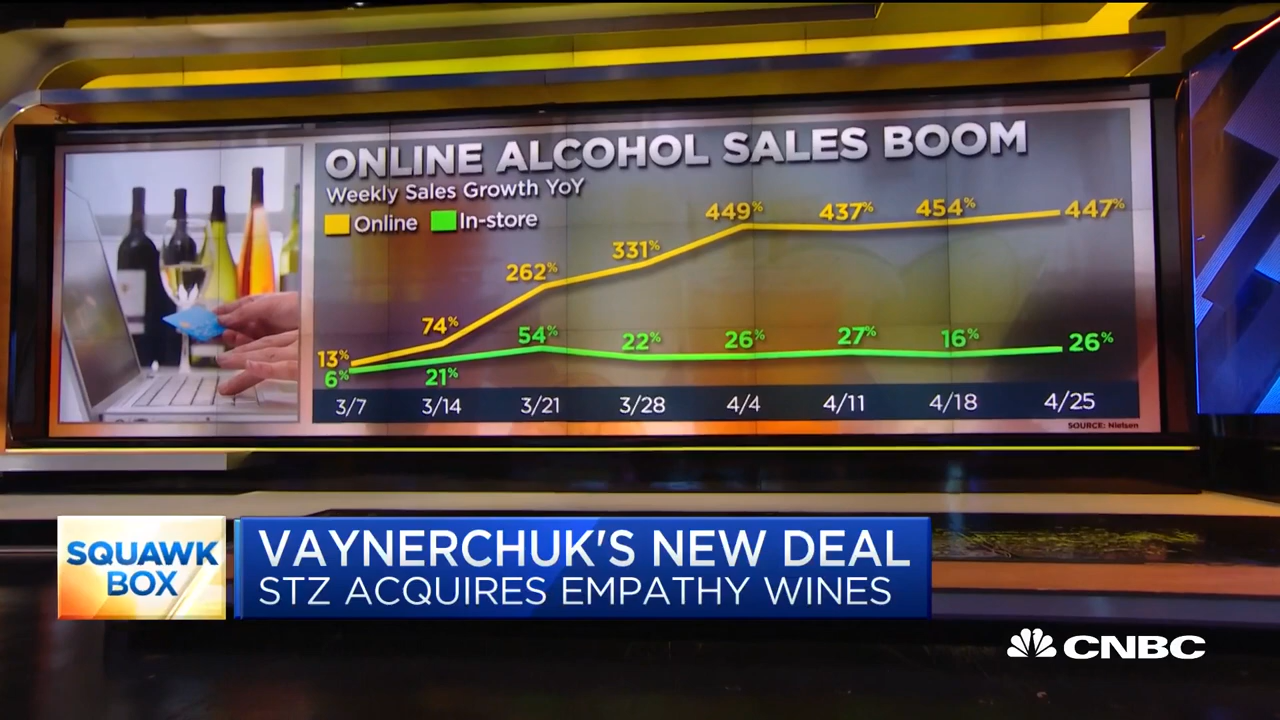 ONLINE ALCOHOL SALES BOOM
Weekly Sales Growth YoY
Online In-store
13% 74% 262% 331% 449% 437% 454% 447%
6% 21% 54% 22% 26% 27% 16% 26%
3/7 3/14 3/21 3/28 4/4 4/11 4/18 4/25
SOURCE: Nielsen
SQUAWK BOX
VAYNERCHUK'S NEW DEAL
STZ ACQUIRES EMPATHY WINES
CNBC